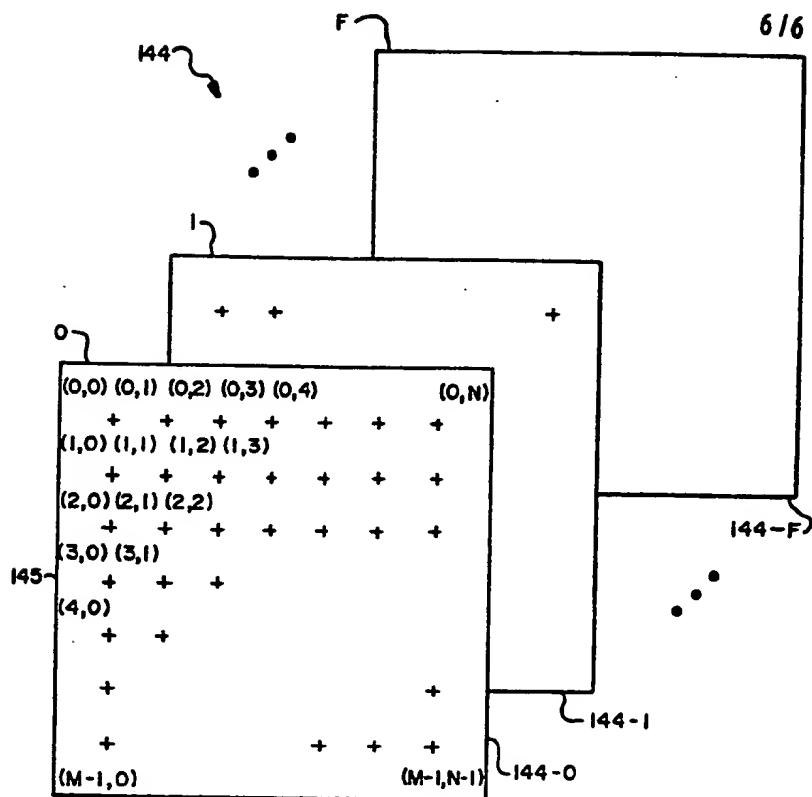 6/6
F
144
1
0
(0,0) (0,1) (0,2) (0,3) (0,4) (0,N)
+ + +
+ + + + + + +
(1,0) (1,1) (1,2) (1,3)
+ + + + + + +
(2,0) (2,1) (2,2)
+ + + + + + +
144-F
(3,0) (3,1)
145
+ + +
(4,0)
+ +
+ +
144-1
+ + + +
144-0
(M-1,0) (M-1,N-1)